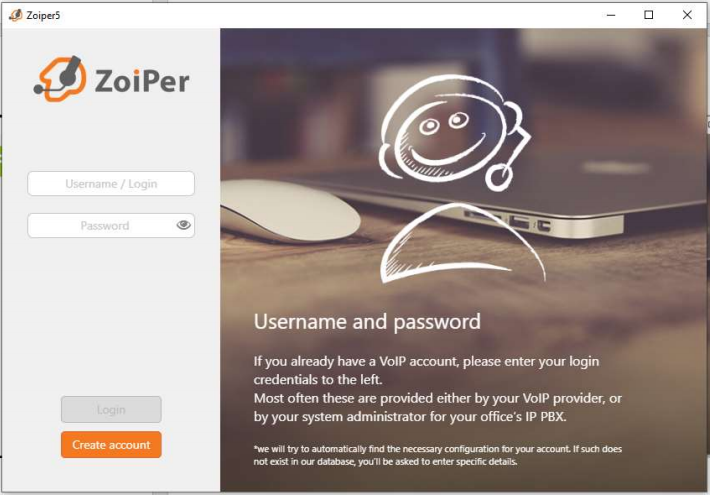 Zoiper5
ZoiPer
Username / Login
Password
Login
Create account
Username and password
If you already have a VoIP account, please enter your login
credentials to the left.
Most often these are provided either by your VoIP provider, or
by your system administrator for your office's IP PBX.
*we will try to automatically find the necessary configuration for your account. If such does
not exist in our database, you'll be asked to enter specific details.